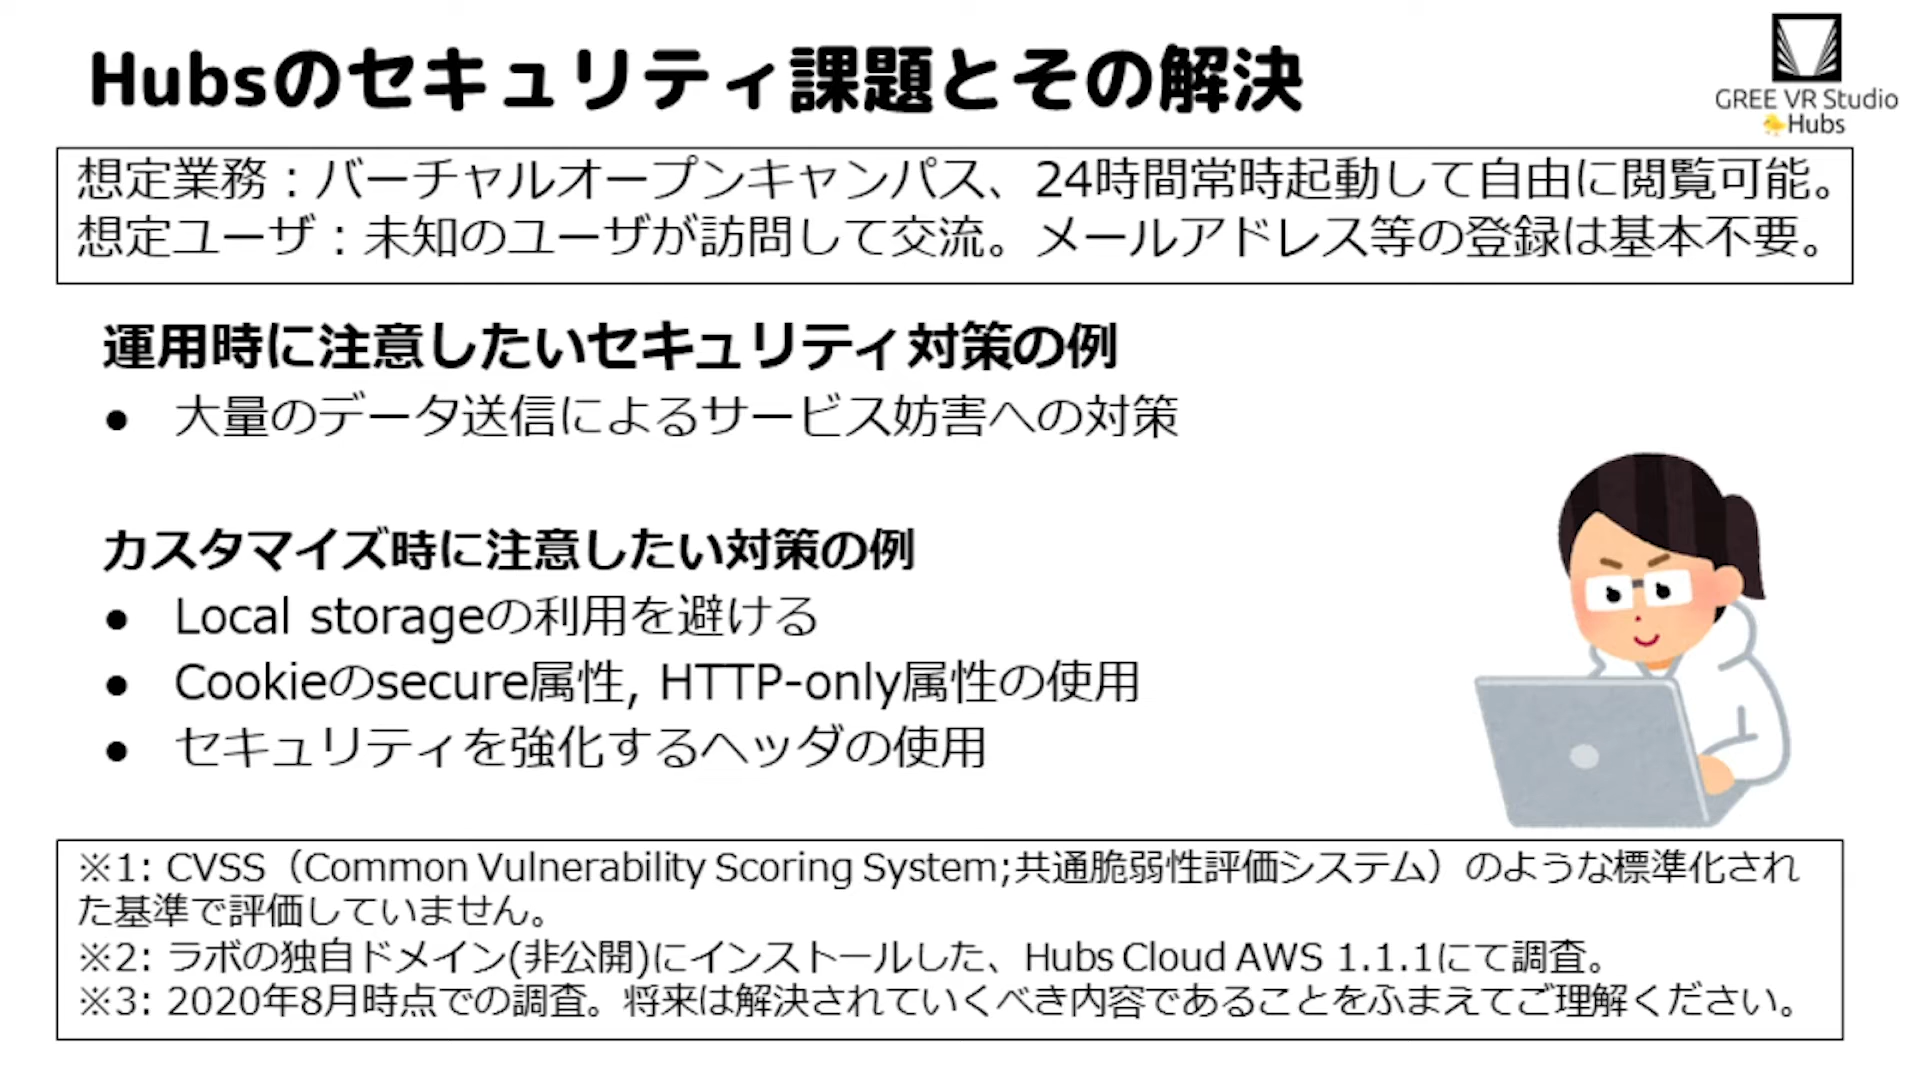 Hubsのセキュリティ課題とその解決
GREE VR Studio
Hubs
想定業務：バーチャルオープンキャンパス、24時間常時起動して自由に閲覧可能。
想定ユーザ：未知のユーザが訪問して交流。メールアドレス等の登録は基本不要。
運用時に注意したいセキュリティ対策の例
● 大量のデータ送信によるサービス妨害への対策
カスタマイズ時に注意したい対策の例
● Local storageの利用を避ける
● Cookieのsecure属性, HTTP-only属性の使用
● セキュリティを強化するヘッダの使用
※1: CVSS（Common Vulnerability Scoring System;共通脆弱性評価システム）のような標準化され
た基準で評価していません。
※2: ラボの独自ドメイン(非公開)にインストールした、Hubs Cloud AWS 1.1.1にて調査。
※3: 2020年8月時点での調査。将来は解決されていくべき内容であることをふまえてご理解ください。